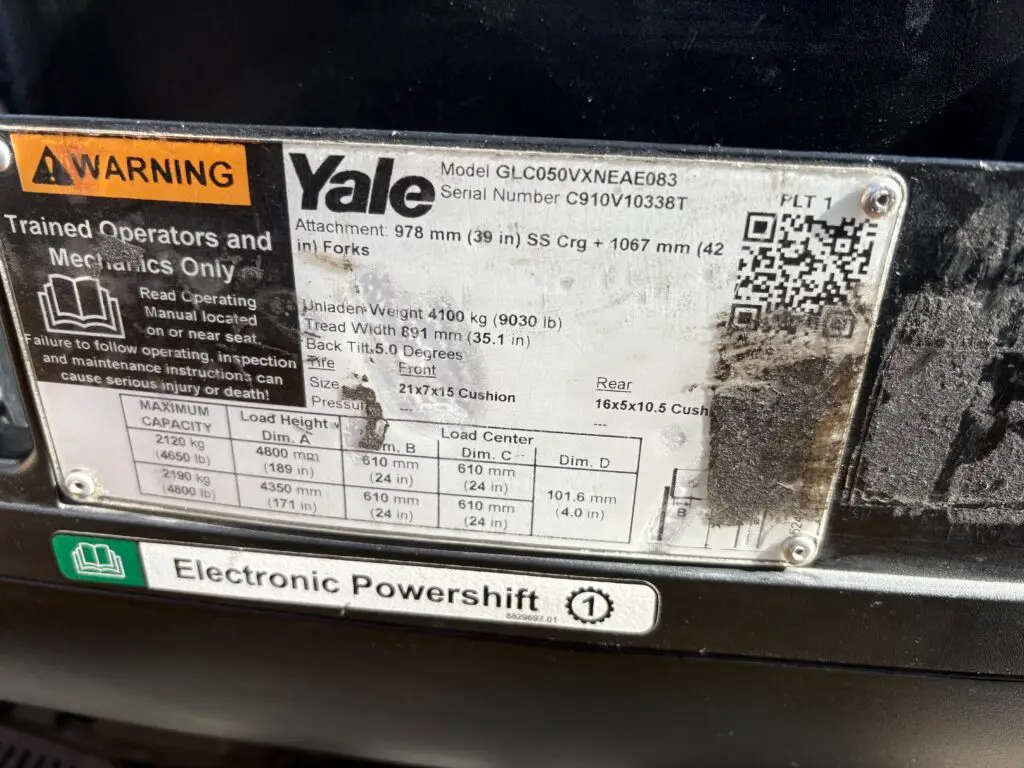 WARNING
Trained Operators and
Mechanics Only
Read Operating
Manual located
on or near seat.
Failure to follow operating, inspection
and maintenance instructions can
cause serious injury or death!
Yale
Model GLC050VXNEAE083
Serial Number C910V10338T
PLT 1
Attachment: 978 mm (39 in) SS Crg + 1067 mm (42
in) Forks
Unladen Weight 4100 kg (9030 lb)
Tread Width 891 mm (35.1 in)
Back Tilt 5.0 Degrees
Tire Front Rear
Size 21x7x15 Cushion 16x5x10.5 Cush
Pressur --- ---
MAXIMUM CAPACITY Load Height Load Center
Dim. A Dim. B Dim. C Dim. D
2120 kg (4650 lb) 4800 mm (189 in) 610 mm (24 in) 610 mm (24 in) 101.6 mm (4.0 in)
2190 kg (4800 lb) 4350 mm (171 in) 610 mm (24 in) 610 mm (24 in)
B
Electronic Powershift 1